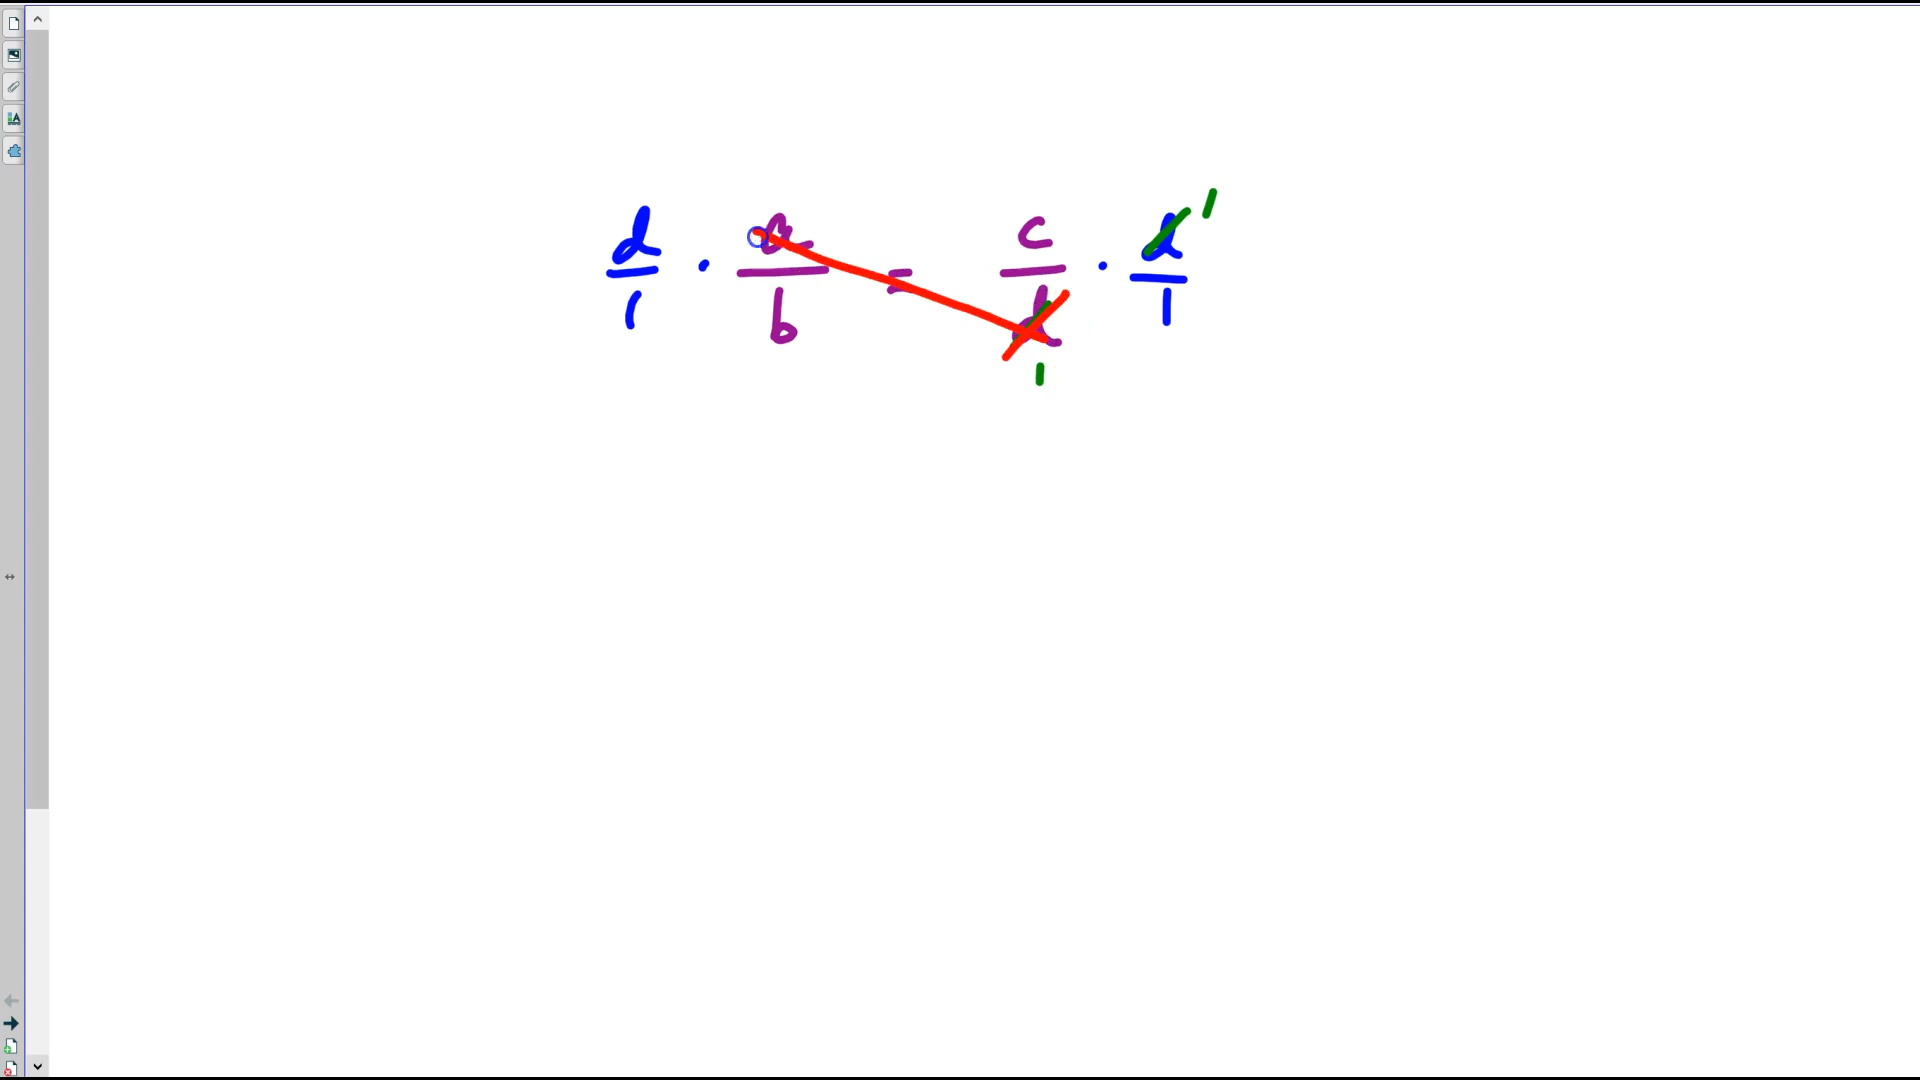 d/1 · a/b = c/d · d/1
1
1